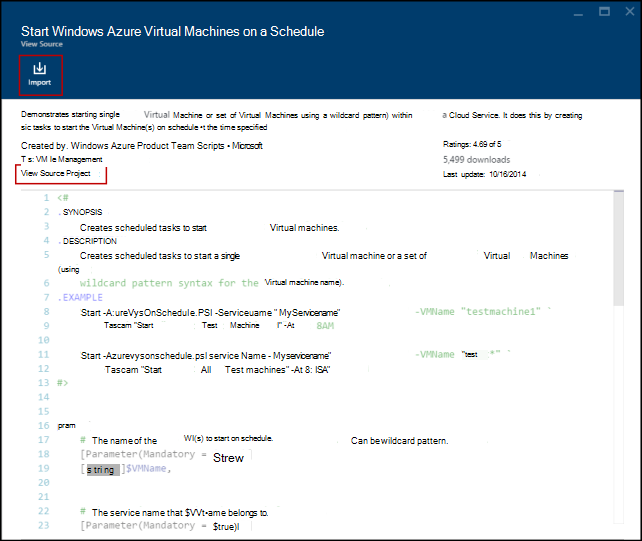 Start Windows Azure Virtual Machines on a Schedule
View Source
Import
Demonstrates starting single Virtual Machine or set of Virtual Machines using a wildcard pattern) within a Cloud Service. It does this by creating
sic tasks to start the Virtual Machine(s) on schedule •t the time specified
Created by. Windows Azure Product Team Scripts • Microsoft
Ratings: 4.69 of 5
T s: VM le Management
5,499 downloads
View Source Project
Last update: 10/16/2014
1 <#
2 .SYNOPSIS
3 Creates scheduled tasks to start Virtual machines.
4 .DESCRIPTION
5 Creates scheduled tasks to start a single Virtual machine or a set of Virtual Machines
(using
6 wildcard pattern syntax for the Virtual machine name).
7 .EXAMPLE
8 Start -A:ureVysOnSchedule.PSl -Serviceuame " MyServicename" -VMName "testmachine1" `
9 Tascam "Start Test Machine l" -At 8AM
10
11 Start -Azurevysonschedule.psl service Name - Myservicename" -VMName "test *" `
12 Tascam "Start All Test machines" -At 8: ISA"
13 #>
14
15
16 pram
17 # The name of the Wl(s) to start on schedule. Can be wildcard pattern.
18 [Parameter(Mandatory = Strew
19 [string]$VMName,
20
21
22 # The service name that $VVt•ame belongs to.
23 [Parameter(Mandatory = $true)l